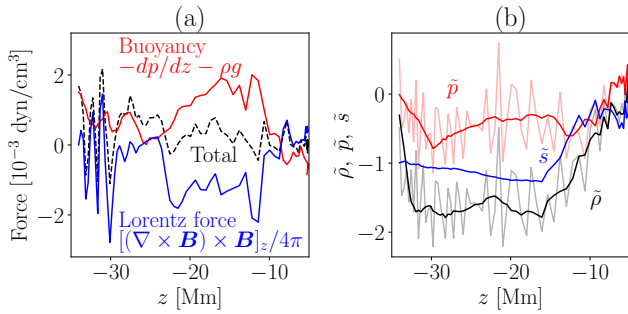 (a)
Force [10⁻³ dyn/cm³]
2
0
−2
Buoyancy
−dp/dz − ρg
Total
Lorentz force
[(∇ × B) × B]_z/4π
−30
−20
−10
z [Mm]
(b)
ρ̃, p̃, s̃
0
−1
−2
p̃
s̃
ρ̃
−30
−20
−10
z [Mm]